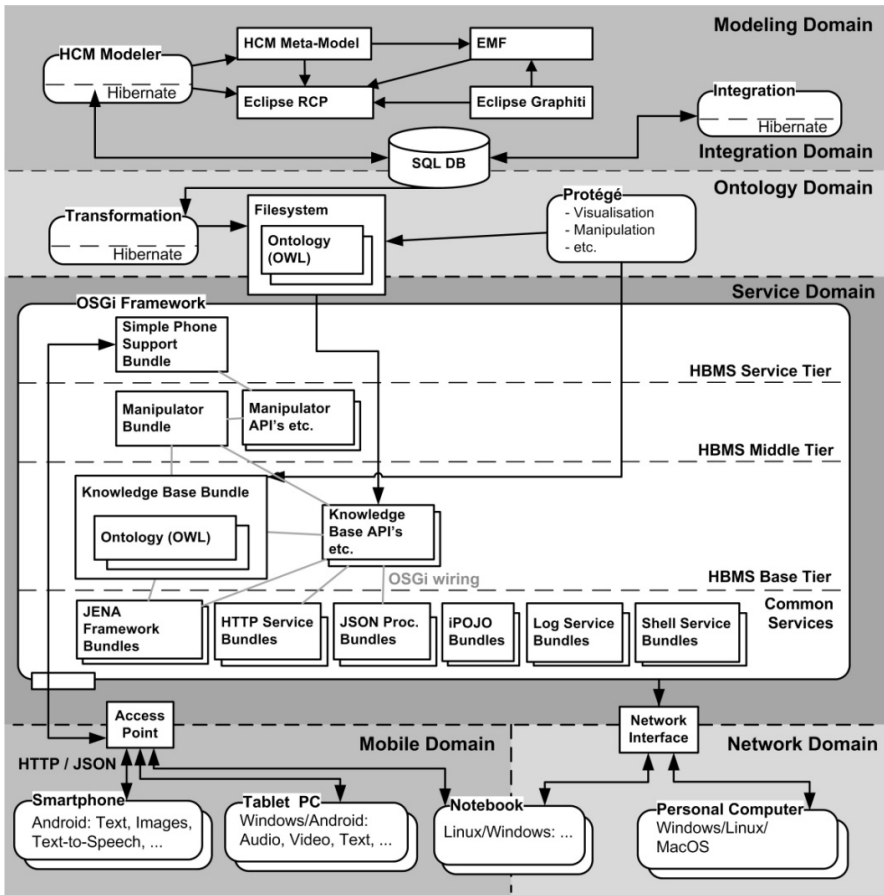 Modeling Domain
HCM Modeler
Hibernate
HCM Meta-Model
EMF
Eclipse RCP
Eclipse Graphiti
Integration
Hibernate
SQL DB
Integration Domain
Ontology Domain
Transformation
Hibernate
Filesystem
Ontology
(OWL)
Protégé
- Visualisation
- Manipulation
- etc.
Service Domain
OSGi Framework
Simple Phone
Support
Bundle
HBMS Service Tier
Manipulator
Bundle
Manipulator
API's etc.
HBMS Middle Tier
Knowledge Base Bundle
Ontology (OWL)
Knowledge
Base API's
etc.
OSGi wiring
HBMS Base Tier
Common
Services
JENA
Framework
Bundles
HTTP Service
Bundles
JSON Proc.
Bundles
iPOJO
Bundles
Log Service
Bundles
Shell Service
Bundles
Access
Point
Mobile Domain
Network
Interface
Network Domain
HTTP / JSON
Smartphone
Android: Text, Images,
Text-to-Speech, ...
Tablet PC
Windows/Android:
Audio, Video, Text, ...
Notebook
Linux/Windows: ...
Personal Computer
Windows/Linux/
MacOS